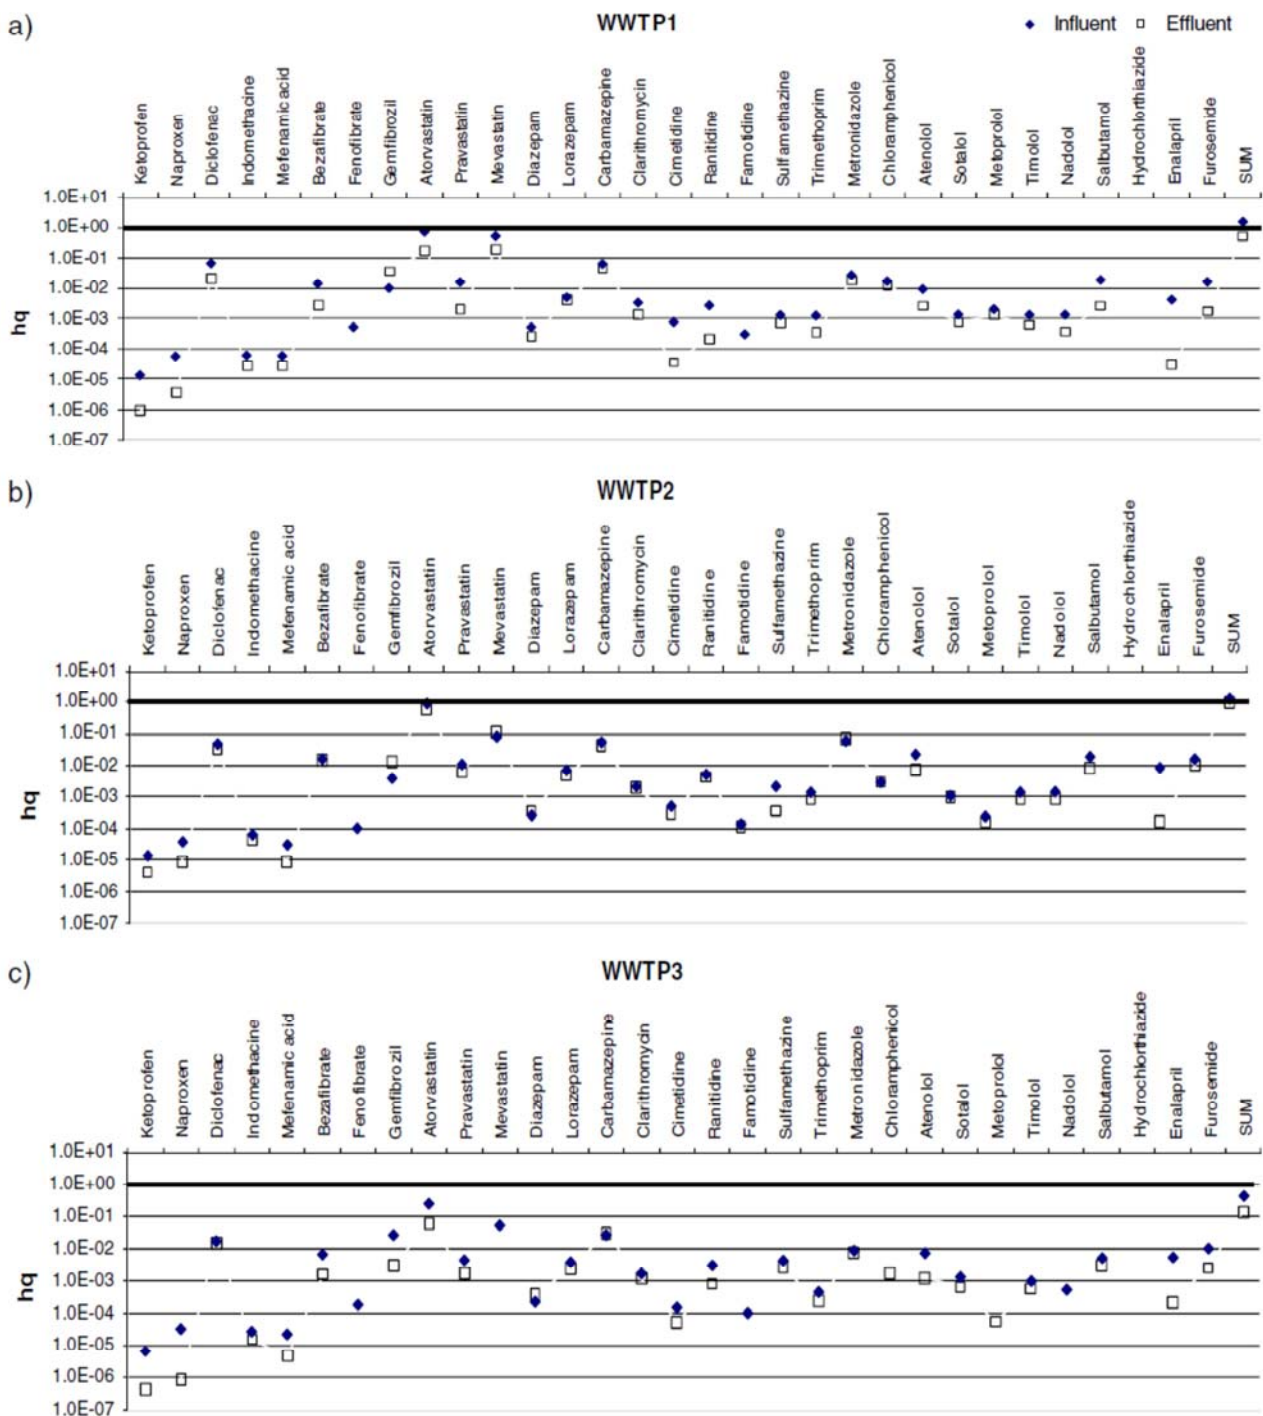 a)
WWTP1
Influent Effluent
Ketoprofen
Naproxen
Diclofenac
Indomethacine
Mefenamic acid
Bezafibrate
Fenofibrate
Gemfibrozil
Atorvastatin
Pravastatin
Mevastatin
Diazepam
Lorazepam
Carbamazepine
Clarithromycin
Cimetidine
Ranitidine
Famotidine
Sulfamethazine
Trimethoprim
Metronidazole
Chloramphenicol
Atenolol
Sotalol
Metoprolol
Timolol
Nadolol
Salbutamol
Hydrochlorthiazide
Enalapril
Furosemide
SUM
1.0E+01
1.0E+00
1.0E-01
1.0E-02
1.0E-03
1.0E-04
1.0E-05
1.0E-06
1.0E-07
hq
b)
WWTP2
Ketoprofen
Naproxen
Diclofenac
Indomethacine
Mefenamic acid
Bezafibrate
Fenofibrate
Gemfibrozil
Atorvastatin
Pravastatin
Mevastatin
Diazepam
Lorazepam
Carbamazepine
Clarithromycin
Cimetidine
Ranitidine
Famotidine
Sulfamethazine
Trimethoprim
Metronidazole
Chloramphenicol
Atenolol
Sotalol
Metoprolol
Timolol
Nadolol
Salbutamol
Hydrochlorthiazide
Enalapril
Furosemide
SUM
1.0E+01
1.0E+00
1.0E-01
1.0E-02
1.0E-03
1.0E-04
1.0E-05
1.0E-06
1.0E-07
hq
c)
WWTP3
Ketoprofen
Naproxen
Diclofenac
Indomethacine
Mefenamic acid
Bezafibrate
Fenofibrate
Gemfibrozil
Atorvastatin
Pravastatin
Mevastatin
Diazepam
Lorazepam
Carbamazepine
Clarithromycin
Cimetidine
Ranitidine
Famotidine
Sulfamethazine
Trimethoprim
Metronidazole
Chloramphenicol
Atenolol
Sotalol
Metoprolol
Timolol
Nadolol
Salbutamol
Hydrochlorthiazide
Enalapril
Furosemide
SUM
1.0E+01
1.0E+00
1.0E-01
1.0E-02
1.0E-03
1.0E-04
1.0E-05
1.0E-06
1.0E-07
hq